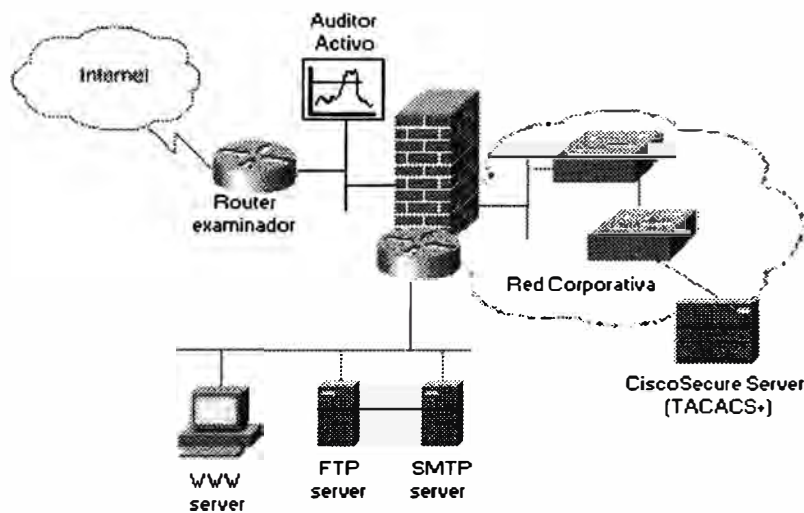 Auditor
Activo
Internet
Router
examinador
Red Corporativa
CiscoSecure Server
(TACACS+)
WWW
server
FTP
server
SMTP
server